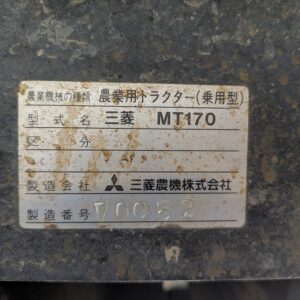 農業機械の種類 農業用トラクター(乗用型)
型式名 三菱 MT170
区分
製造会社 三菱農機株式会社
製造番号 70052